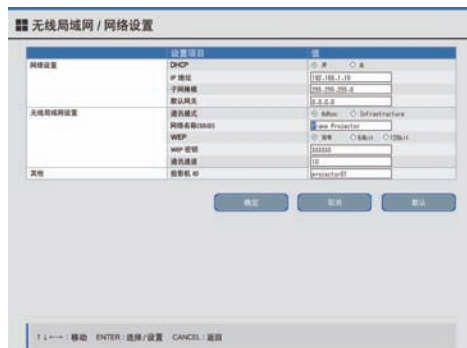 无线局域网 / 网络设置
设置项目 值
网络设置 DHCP 开 关
IP 地址 192.168.1.10
子网掩模 255.255.255.0
默认网关 0.0.0.0
无线局域网设置 通讯模式 Adhoc Infrastructure
网络名称(SSID) Projector
WEP 没有 64bit 128bit
WEP 密钥 XXXXXX
通讯通道 10
其他 投影机 ID projector01
确定 取消 默认
↑↓←→:移动 ENTER:选择/设置 CANCEL:返回